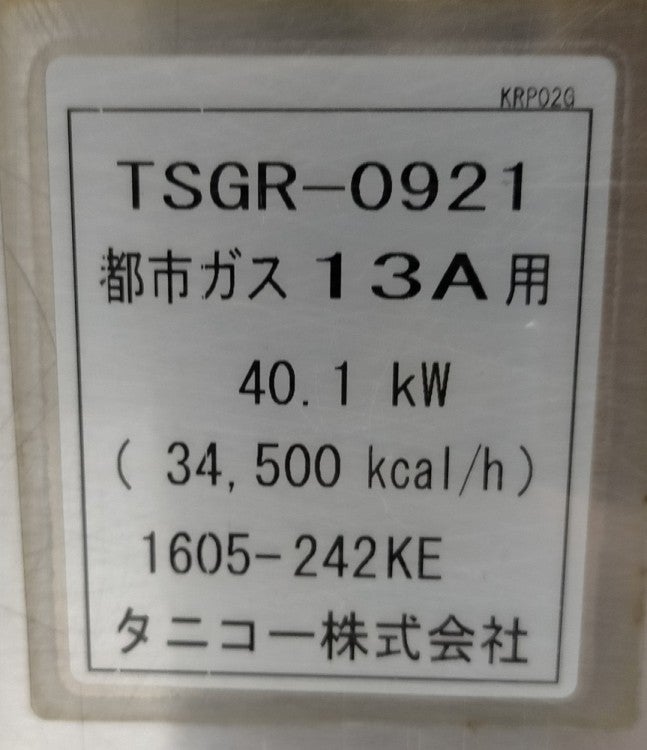 KRP02G
TSGR-0921
都市ガス 13A用
40.1 kW
( 34,500 kcal/h)
1605-242KE
タニコー株式会社